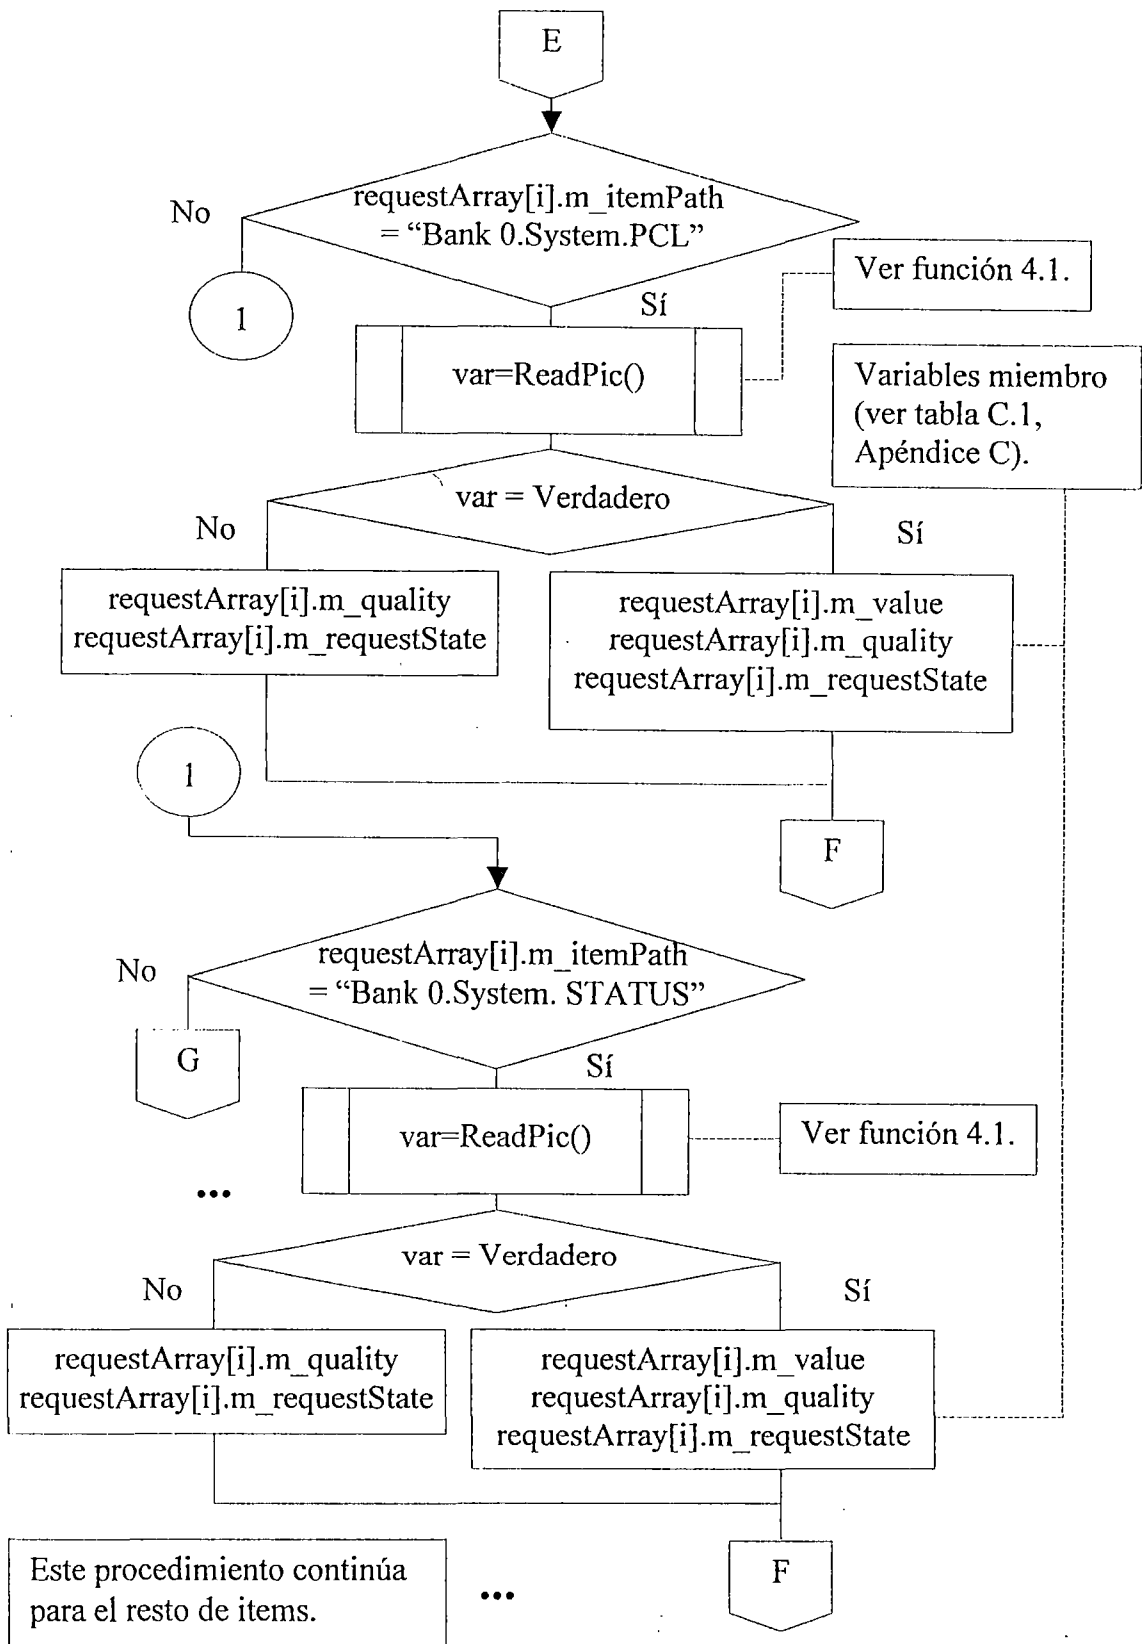 E
requestArray[i].m_itemPath
= “Bank 0.System.PCL”
No
Sí
1
Ver función 4.1.
var=ReadPic()
Variables miembro
(ver tabla C.1,
Apéndice C).
var = Verdadero
No
Sí
requestArray[i].m_quality
requestArray[i].m_requestState
requestArray[i].m_value
requestArray[i].m_quality
requestArray[i].m_requestState
1
F
requestArray[i].m_itemPath
= “Bank 0.System. STATUS”
No
G
Sí
var=ReadPic()
Ver función 4.1.
...
var = Verdadero
No
Sí
requestArray[i].m_quality
requestArray[i].m_requestState
requestArray[i].m_value
requestArray[i].m_quality
requestArray[i].m_requestState
Este procedimiento continúa
para el resto de items.
...
F